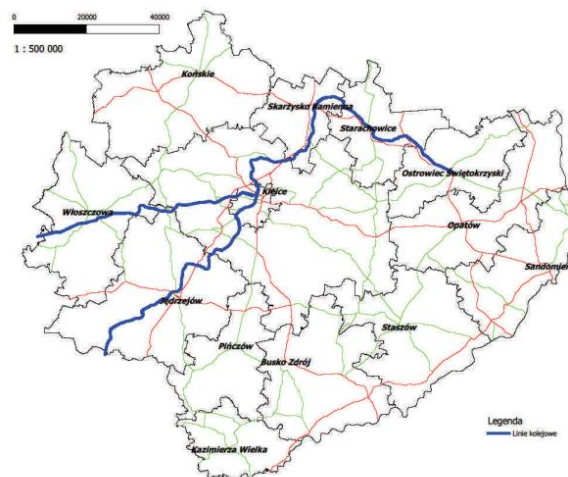 0 20000 40000
1 : 500 000
Końskie
Skarżysko Kamienna
Starachowice
Ostrowiec Świętokrzyski
Kielce
Włoszczowa
Opatów
Sandomier
Jędrzejów
Staszów
Pińczów
Busko Zdrój
Kazimierza Wielka
Legenda
Linie kolejowe